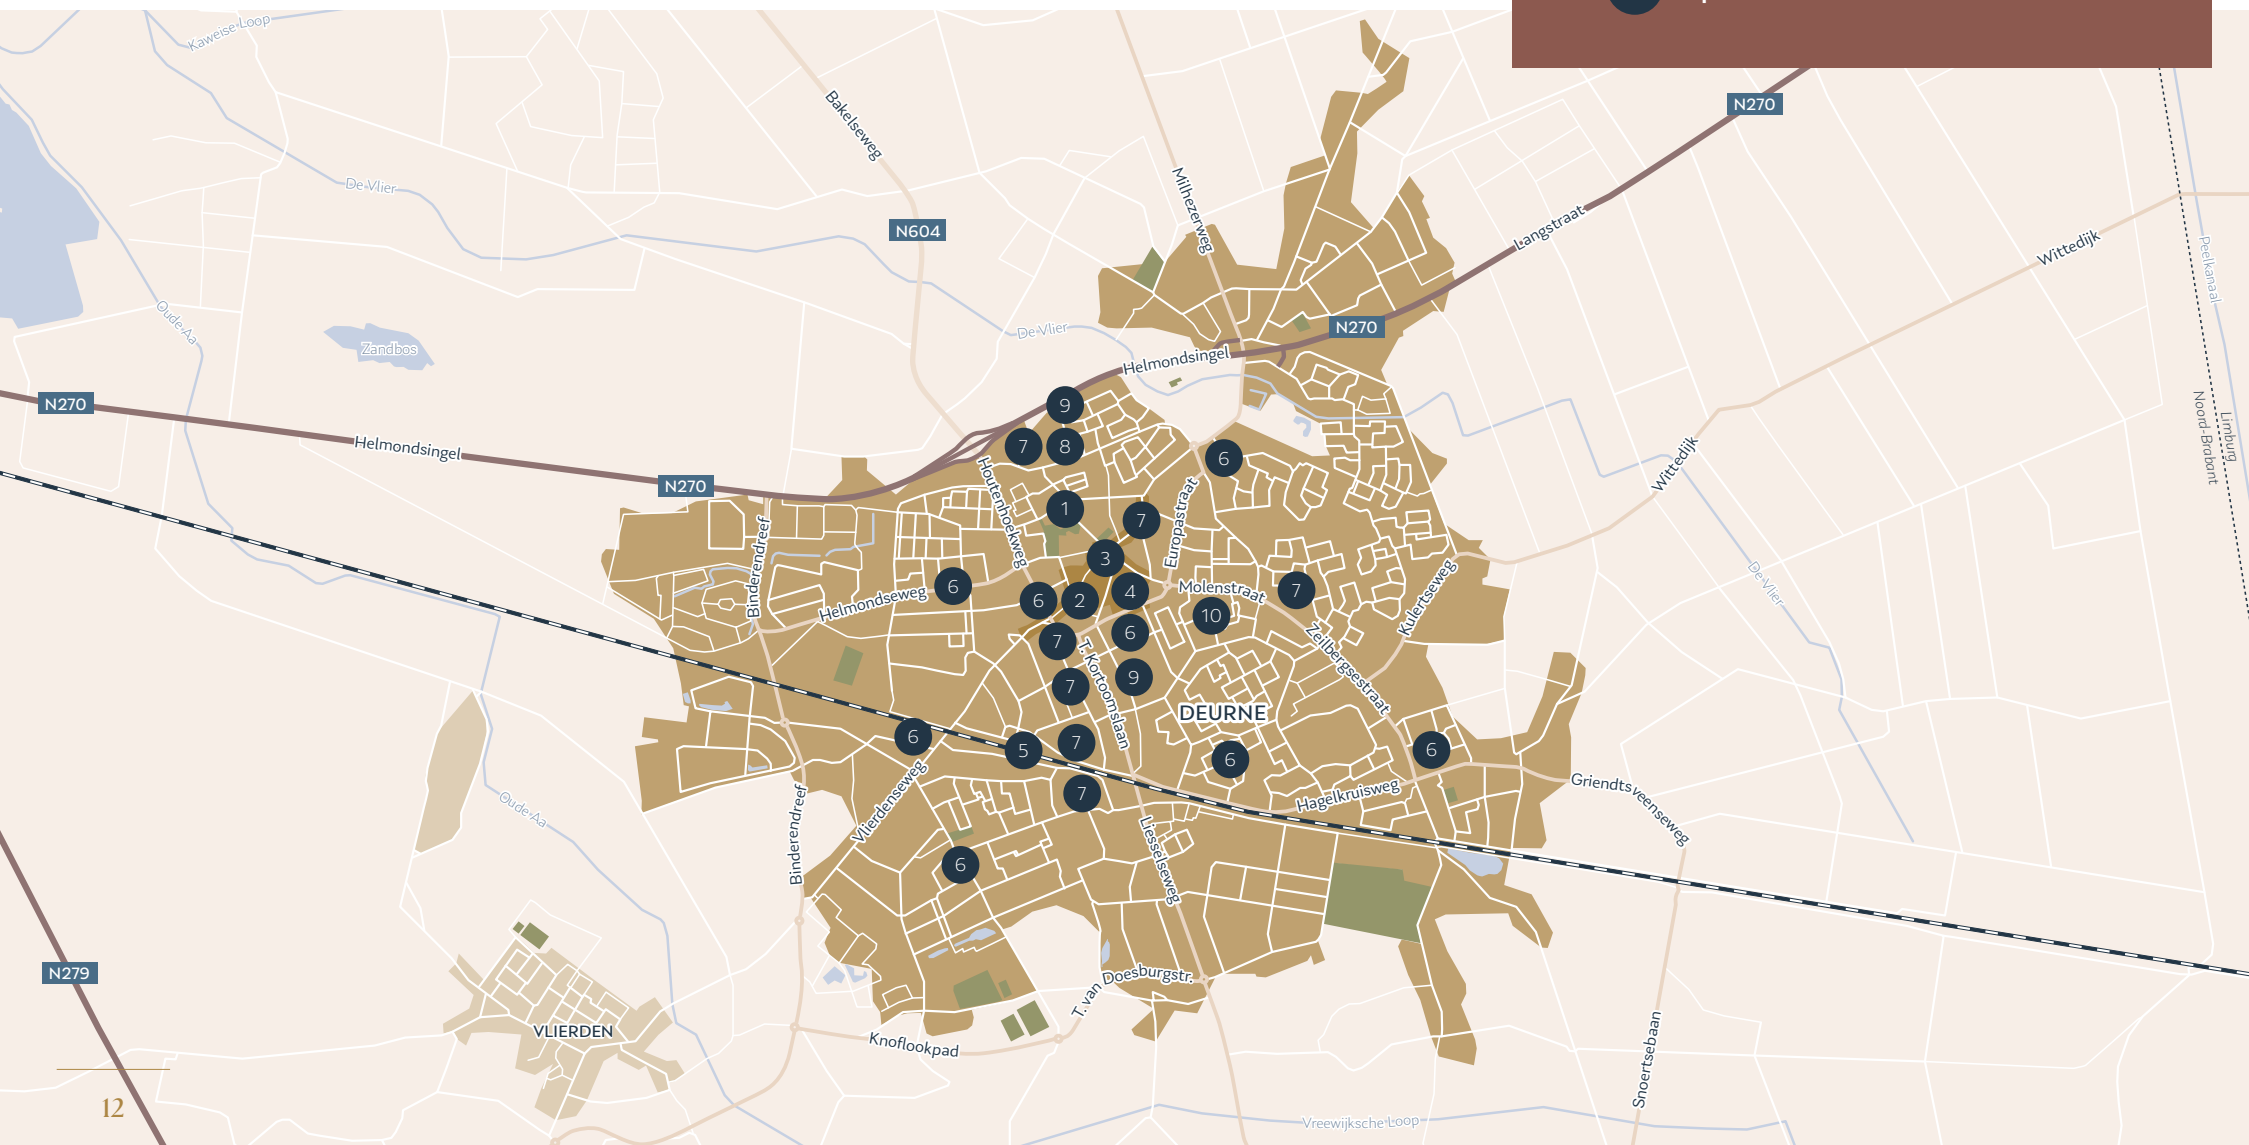 Kaweise Loop
Bakelseweg
N270
De Vlier
Milhezerweg
N604
Langstraat
Wittedijk
Peelkanaal
Oude Aa
Zandbos
De Vlier
N270
Helmondsingel
N270
9
Limburg
Noord-Brabant
Helmondsingel
7
8
6
Wittedijk
N270
Houtenhoekweg
1
7
Europastraat
Binderendreef
3
6
Helmondseweg
6
2
4
Molenstraat
7
Kulertseweg
De Vlier
10
7
6
T. Kortoomslaan
Zeilbergsestraat
7
9
DEURNE
6
5
7
6
6
7
Hagelkruisweg
Griendtsveenseweg
Oude Aa
Binderendreef
Vlierdenseweg
Liesselseweg
6
N279
T. van Doesburgstr.
VLIERDEN
Knoflookpad
Snoertsebaan
12
Vreewijksche Loop